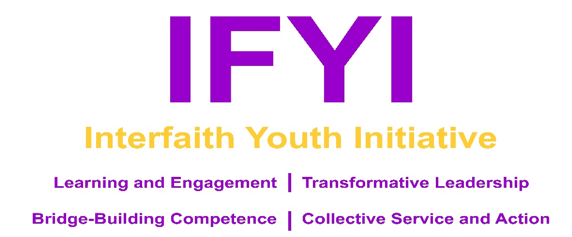 IFYI
Interfaith Youth Initiative
Learning and Engagement | Transformative Leadership
Bridge-Building Competence | Collective Service and Action